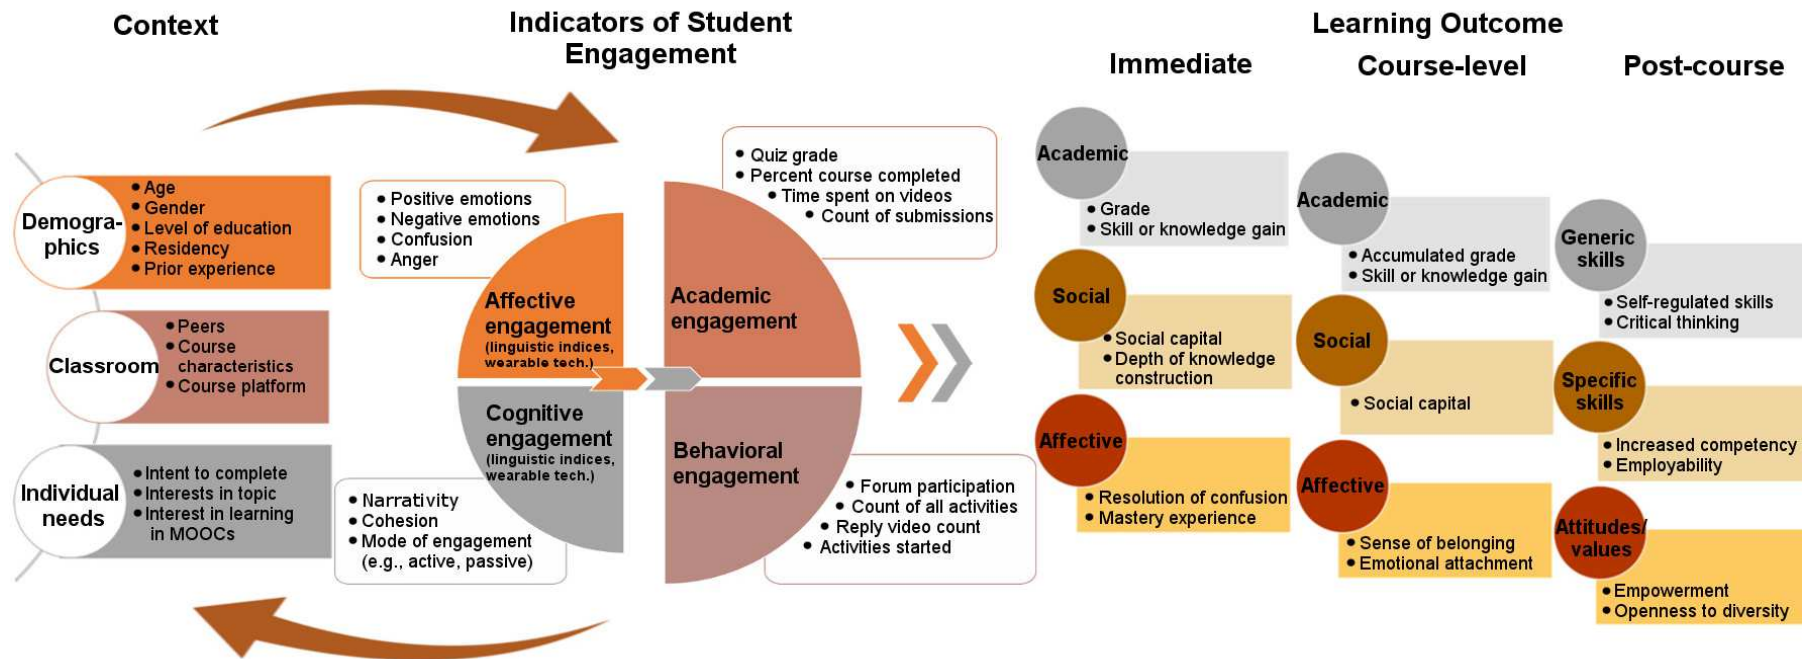 Context
Demogra-
phics
• Age
• Gender
• Level of education
• Residency
• Prior experience
Classroom
• Peers
• Course
characteristics
• Course platform
Individual
needs
• Intent to complete
• Interests in topic
• Interest in learning
in MOOCs
Indicators of Student
Engagement
• Positive emotions
• Negative emotions
• Confusion
• Anger
Affective
engagement
(linguistic indices,
wearable tech.)
• Quiz grade
• Percent course completed
• Time spent on videos
• Count of submissions
Academic
engagement
Cognitive
engagement
(linguistic indices,
wearable tech.)
• Narrativity
• Cohesion
• Mode of engagement
(e.g., active, passive)
Behavioral
engagement
• Forum participation
• Count of all activities
• Reply video count
• Activities started
Learning Outcome
Immediate
Academic
• Grade
• Skill or knowledge gain
Social
• Social capital
• Depth of knowledge
construction
Affective
• Resolution of confusion
• Mastery experience
Course-level
Academic
• Accumulated grade
• Skill or knowledge gain
Social
• Social capital
Affective
• Sense of belonging
• Emotional attachment
Post-course
Generic
skills
• Self-regulated skills
• Critical thinking
Specific
skills
• Increased competency
• Employability
Attitudes/
values
• Empowerment
• Openness to diversity